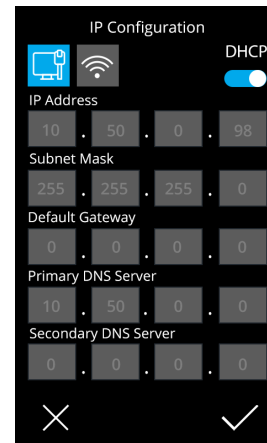 IP Configuration
DHCP
IP Address
10 . 50 . 0 . 98
Subnet Mask
255 . 255 . 255 . 0
Default Gateway
0 . 0 . 0 . 0
Primary DNS Server
10 . 50 . 0 . 0
Secondary DNS Server
0 . 0 . 0 . 0